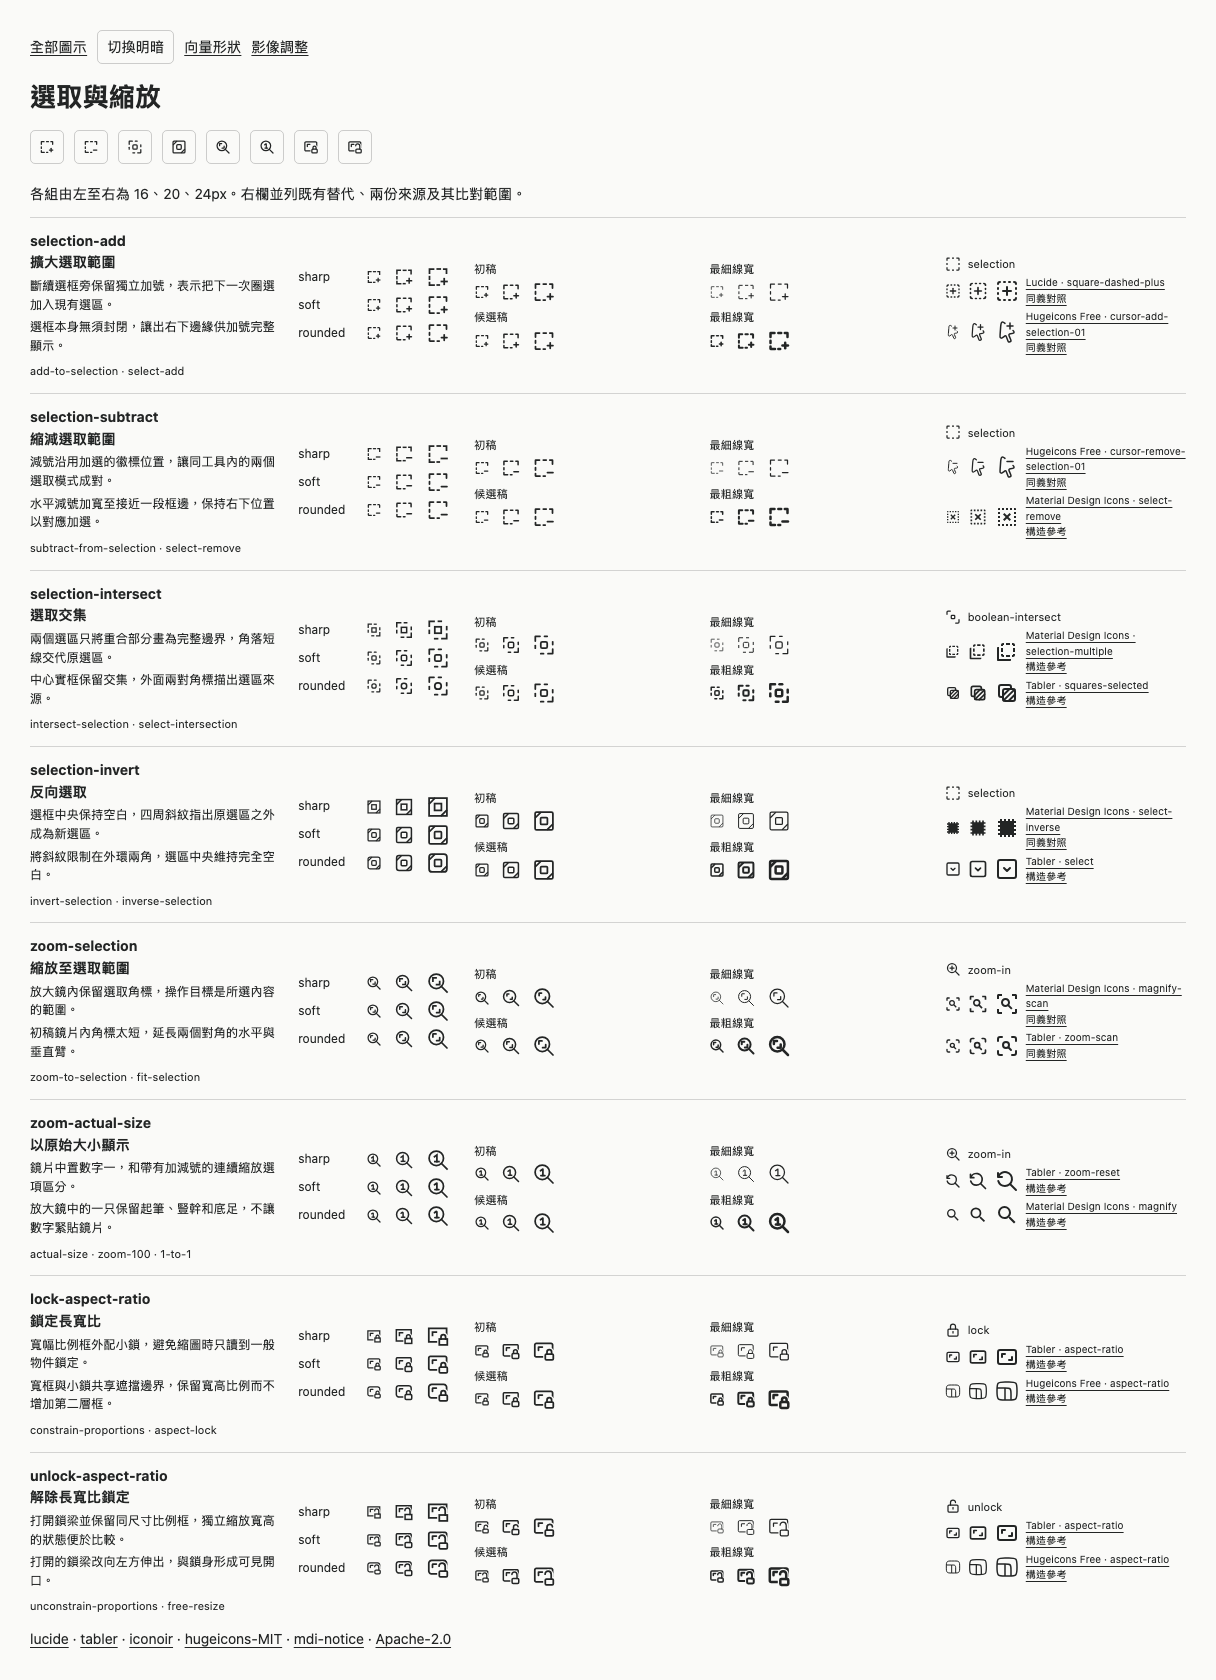 全部圖示 切換明暗 向量形狀 影像調整
選取與縮放
各組由左至右為 16、20、24px。右欄並列既有替代、兩份來源及其比對範圍。
selection-add
擴大選取範圍
斷續選框旁保留獨立加號，表示把下一次圈選
加入現有選區。
選框本身無須封閉，讓出右下邊緣供加號完整
顯示。
add-to-selection · select-add
sharp
soft
rounded
初稿
候選稿
最細線寬
最粗線寬
selection
Lucide · square-dashed-plus
同義對照
Hugeicons Free · cursor-add-
selection-01
同義對照
selection-subtract
縮減選取範圍
減號沿用加選的徽標位置，讓同工具內的兩個
選取模式成對。
水平減號加寬至接近一段框邊，保持右下位置
以對應加選。
subtract-from-selection · select-remove
sharp
soft
rounded
初稿
候選稿
最細線寬
最粗線寬
selection
Hugeicons Free · cursor-remove-
selection-01
同義對照
Material Design Icons · select-
remove
構造參考
selection-intersect
選取交集
兩個選區只將重合部分畫為完整邊界，角落短
線交代原選區。
中心實框保留交集，外面兩對角標描出選區來
源。
intersect-selection · select-intersection
sharp
soft
rounded
初稿
候選稿
最細線寬
最粗線寬
boolean-intersect
Material Design Icons ·
selection-multiple
構造參考
Tabler · squares-selected
構造參考
selection-invert
反向選取
選框中央保持空白，四周斜紋指出原選區之外
成為新選區。
將斜紋限制在外環兩角，選區中央維持完全空
白。
invert-selection · inverse-selection
sharp
soft
rounded
初稿
候選稿
最細線寬
最粗線寬
selection
Material Design Icons · select-
inverse
同義對照
Tabler · select
構造參考
zoom-selection
縮放至選取範圍
放大鏡內保留選取角標，操作目標是所選內容
的範圍。
初稿鏡片內角標太短，延長兩個對角的水平與
垂直臂。
zoom-to-selection · fit-selection
sharp
soft
rounded
初稿
候選稿
最細線寬
最粗線寬
zoom-in
Material Design Icons · magnify-
scan
同義對照
Tabler · zoom-scan
同義對照
zoom-actual-size
以原始大小顯示
鏡片中置數字一，和帶有加減號的連續縮放選
項區分。
放大鏡中的一只保留起筆、豎幹和底足，不讓
數字緊貼鏡片。
actual-size · zoom-100 · 1-to-1
sharp
soft
rounded
初稿
候選稿
最細線寬
最粗線寬
zoom-in
Tabler · zoom-reset
構造參考
Material Design Icons · magnify
構造參考
lock-aspect-ratio
鎖定長寬比
寬幅比例框外配小鎖，避免縮圖時只讀到一般
物件鎖定。
寬框與小鎖共享遮擋邊界，保留寬高比例而不
增加第二層框。
constrain-proportions · aspect-lock
sharp
soft
rounded
初稿
候選稿
最細線寬
最粗線寬
lock
Tabler · aspect-ratio
構造參考
Hugeicons Free · aspect-ratio
構造參考
unlock-aspect-ratio
解除長寬比鎖定
打開鎖梁並保留同尺寸比例框，獨立縮放寬高
的狀態便於比較。
打開的鎖梁改向左方伸出，與鎖身形成可見開
口。
unconstrain-proportions · free-resize
sharp
soft
rounded
初稿
候選稿
最細線寬
最粗線寬
unlock
Tabler · aspect-ratio
構造參考
Hugeicons Free · aspect-ratio
構造參考
lucide · tabler · iconoir · hugeicons-MIT · mdi-notice · Apache-2.0